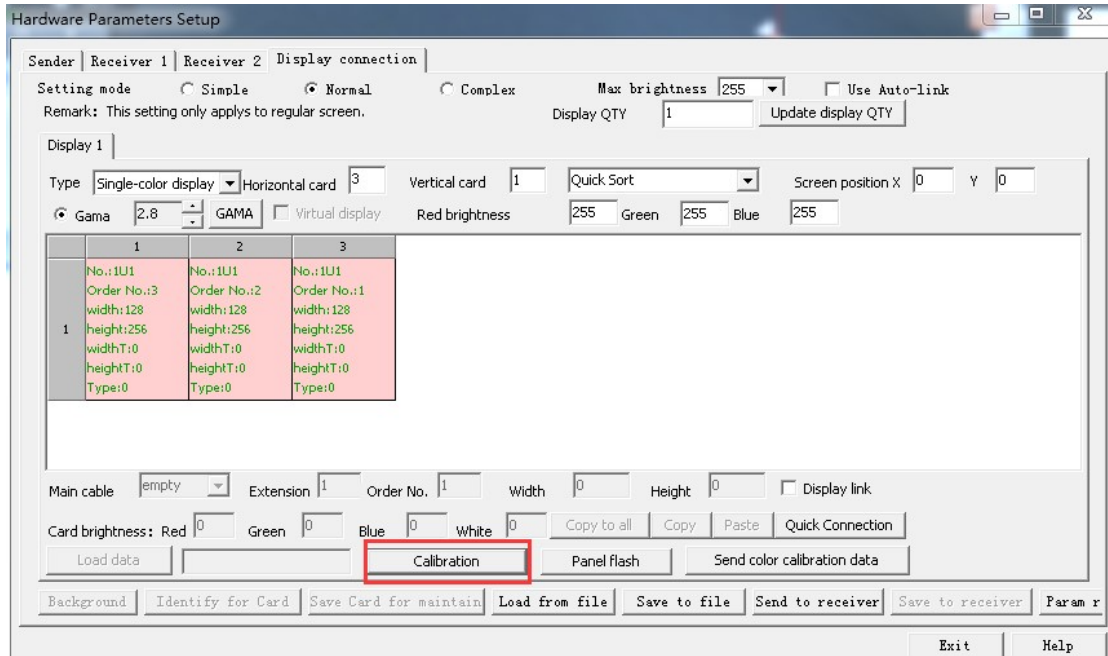 Hardware Parameters Setup
Sender Receiver 1 Receiver 2 Display connection
Setting mode Simple Normal Complex Max brightness 255 Use Auto-link
Remark: This setting only applys to regular screen. Display QTY 1 Update display QTY
Display 1
Type Single-color display Horizontal card 3 Vertical card 1 Quick Sort Screen position X 0 Y 0
Gama 2.8 GAMA Virtual display Red brightness 255 Green 255 Blue 255
1 2 3
No.:1U1 No.:1U1 No.:1U1
Order No.:3 Order No.:2 Order No.:1
width:128 width:128 width:128
1 height:256 height:256 height:256
widthT:0 widthT:0 widthT:0
heightT:0 heightT:0 heightT:0
Type:0 Type:0 Type:0
Main cable empty Extension 1 Order No. 1 Width 0 Height 0 Display link
Card brightness: Red 0 Green 0 Blue 0 White 0 Copy to all Copy Paste Quick Connection
Load data Calibration Panel flash Send color calibration data
Background Identify for Card Save Card for maintain Load from file Save to file Send to receiver Save to receiver Param r
Exit Help